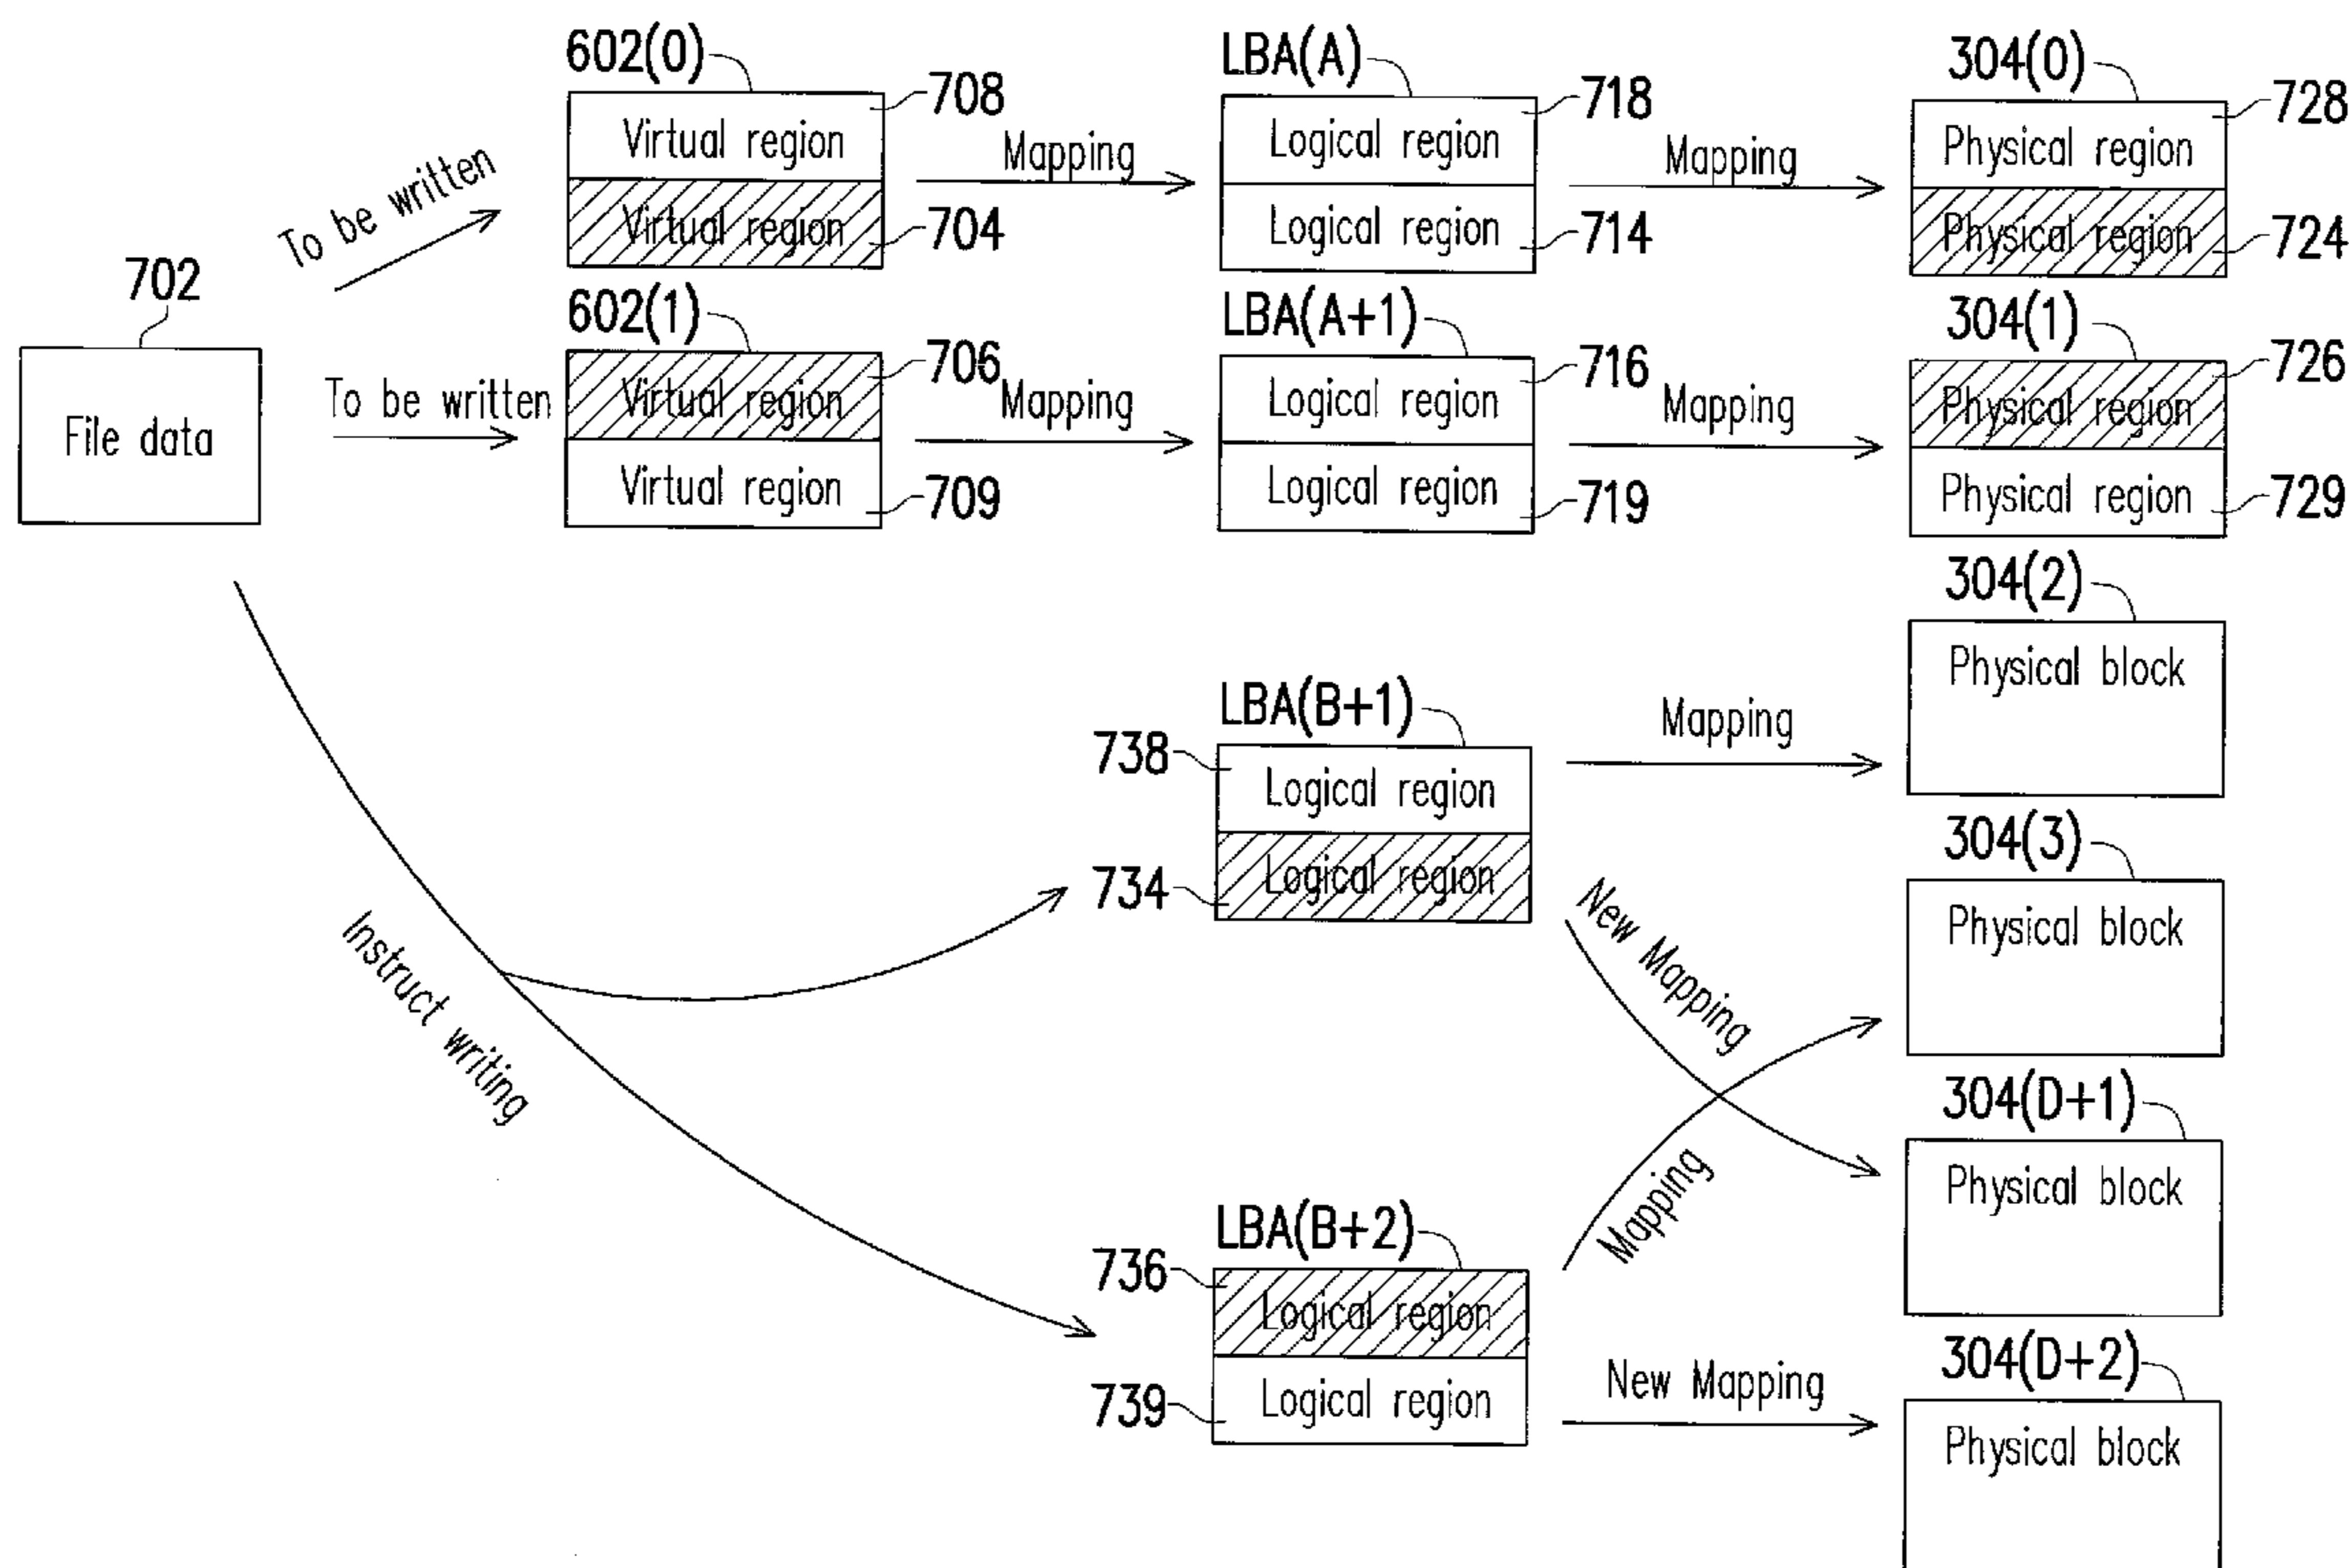 602(0)
708
Virtual region
Virtual region
704
To be written
Mapping
LBA(A)
718
Logical region
Logical region
714
Mapping
304(0)
728
Physical region
Physical region
724
702
File data
To be written
602(1)
706
Virtual region
Virtual region
709
Mapping
LBA(A+1)
716
Logical region
Logical region
719
Mapping
304(1)
726
Physical region
Physical region
729
304(2)
Physical block
LBA(B+1)
738
Logical region
734
Logical region
Mapping
304(3)
Physical block
New Mapping
Instruct writing
304(D+1)
Physical block
Mapping
LBA(B+2)
736
Logical region
739
Logical region
New Mapping
304(D+2)
Physical block